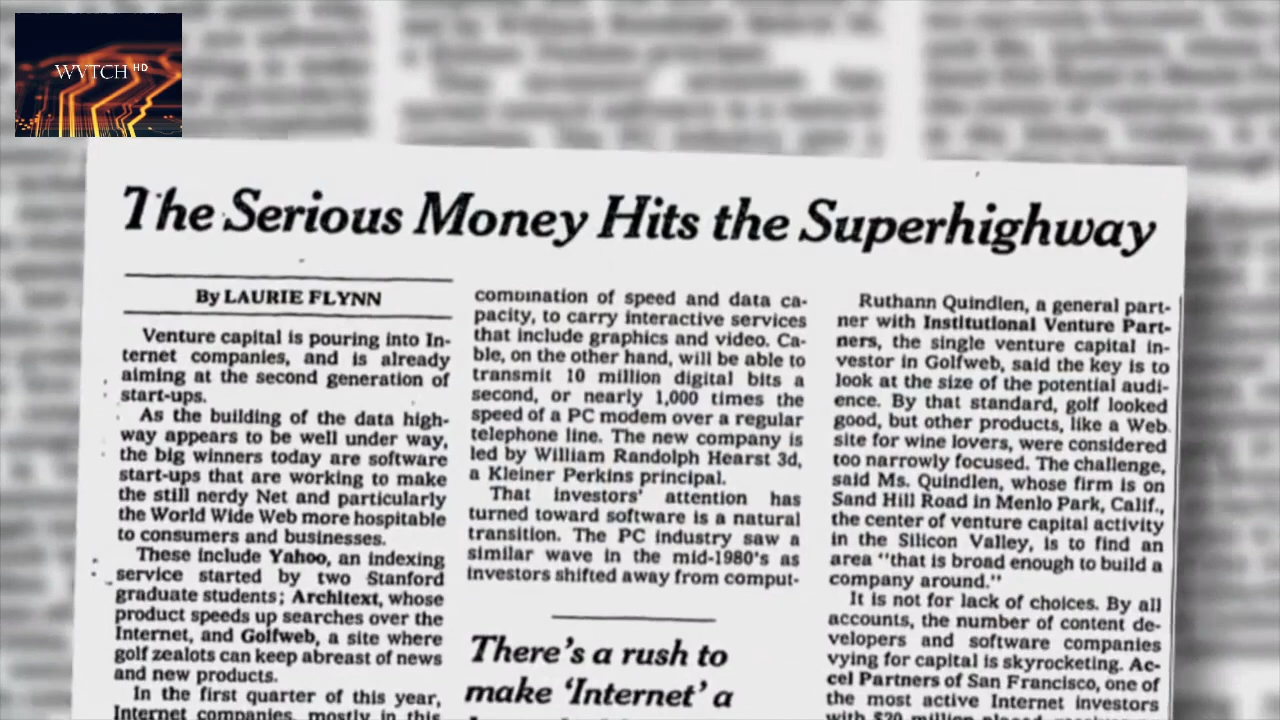 WVTCH HD
The Serious Money Hits the Superhighway
By LAURIE FLYNN
Venture capital is pouring into In-
ternet companies, and is already
aiming at the second generation of
start-ups.
As the building of the data high-
way appears to be well under way,
the big winners today are software
start-ups that are working to make
the still nerdy Net and particularly
the World Wide Web more hospitable
to consumers and businesses.
These include Yahoo, an indexing
service started by two Stanford
graduate students; Architext, whose
product speeds up searches over the
Internet, and Golfweb, a site where
golf zealots can keep abreast of news
and new products.
In the first quarter of this year,
Internet companies, mostly in this
combination of speed and data ca-
pacity, to carry interactive services
that include graphics and video. Ca-
ble, on the other hand, will be able to
transmit 10 million digital bits a
second, or nearly 1,000 times the
speed of a PC modem over a regular
telephone line. The new company is
led by William Randolph Hearst 3d,
a Kleiner Perkins principal.
That investors' attention has
turned toward software is a natural
transition. The PC industry saw a
similar wave in the mid-1980's as
investors shifted away from comput-
There's a rush to
make 'Internet' a
Ruthann Quindlen, a general part-
ner with Institutional Venture Part-
ners, the single venture capital in-
vestor in Golfweb, said the key is to
look at the size of the potential audi-
ence. By that standard, golf looked
good, but other products, like a Web
site for wine lovers, were considered
too narrowly focused. The challenge,
said Ms. Quindlen, whose firm is on
Sand Hill Road in Menlo Park, Calif.,
the center of venture capital activity
in the Silicon Valley, is to find an
area "that is broad enough to build a
company around."
It is not for lack of choices. By all
accounts, the number of content de-
velopers and software companies
vying for capital is skyrocketing. Ac-
cel Partners of San Francisco, one of
the most active Internet investors
with $20 million placed,